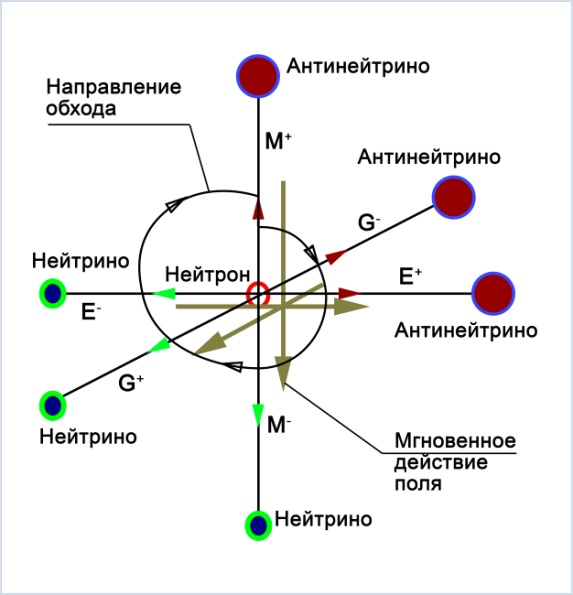 Антинейтрино
Направление
обхода
M+
Антинейтрино
G-
Нейтрино
Нейтрон
E+
E-
Антинейтрино
G+
M-
Нейтрино
Мгновенное
действие
поля
Нейтрино